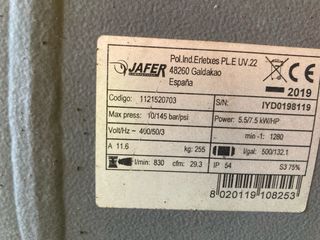 JAFER
Pol.Ind.Erletxes PL.E UV.22
48260 Galdakao
España
CE
2019
Codigo: 1121520703
S/N: IYD0198119
Max press: 10/145 bar/psi
Power: 5.5/7.5 kW/HP
Volt/Hz~ 400/50/3
min -1: 1280
A 11.6
kg: 255
l/gal: 500/132.1
l/min: 830 cfm: 29.3
IP 54
S3 75%
8 020119 108253